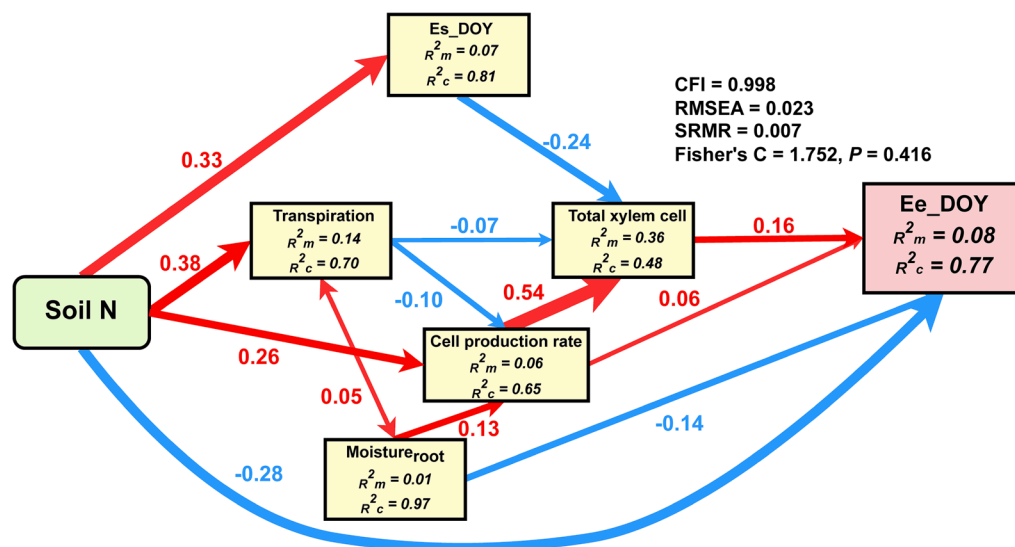 Es_DOY
R²m = 0.07
R²c = 0.81
CFI = 0.998
RMSEA = 0.023
SRMR = 0.007
Fisher's C = 1.752, P = 0.416
0.33
-0.24
Transpiration
R²m = 0.14
R²c = 0.70
-0.07
Total xylem cell
R²m = 0.36
R²c = 0.48
0.16
Ee_DOY
R²m = 0.08
R²c = 0.77
0.38
Soil N
-0.10
0.54
0.06
0.26
Cell production rate
R²m = 0.06
R²c = 0.65
0.05
0.13
-0.14
Moistureroot
R²m = 0.01
R²c = 0.97
-0.28